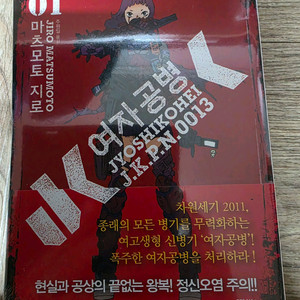 01
마츠모토 지로
JIRO MATSUMOTO
여자공병
JYOSHIKOHEI
J.K.P.N.0013
차원세기 2011,
종래의 모든 병기를 무력화하는
여고생형 신병기 '여자공병'!
폭주한 여자공병을 처리하라!
현실과 공상의 끝없는 왕복! 정신오염 주의!!